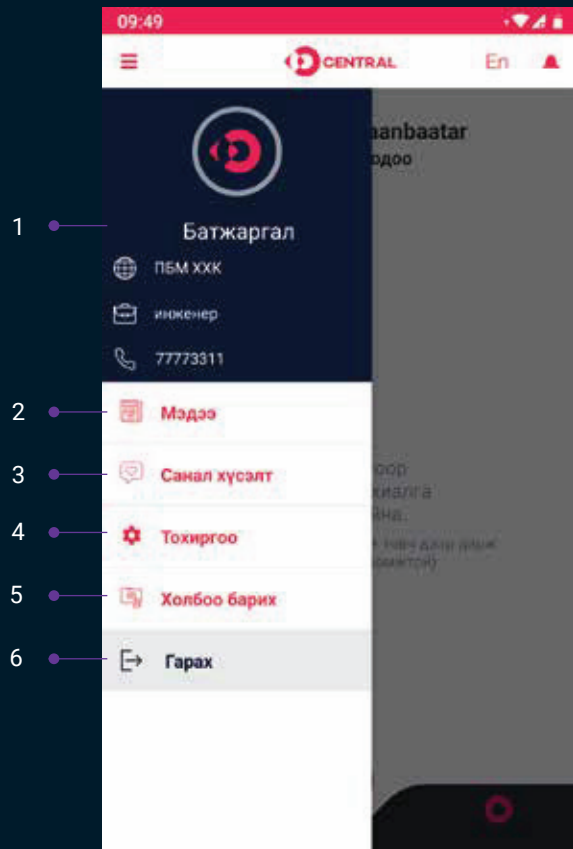 09:49
CENTRAL
En
aanbaatar
одоо
1
Батжаргал
ПБМ ХХК
инженер
77773311
2
Мэдээ
3
Санал хүсэлт
4
Тохиргоо
5
Холбоо барих
6
Гарах